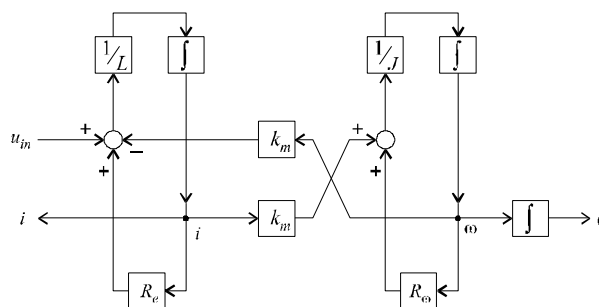 1/L ∫ 1/J ∫
+ +
u_in − k_m
+ +
i i k_m ω ∫
R_e R_ω